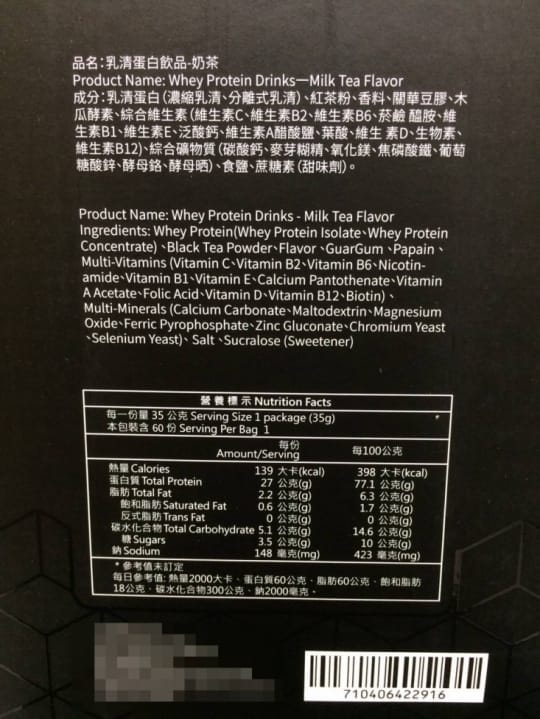 品名:乳清蛋白飲品-奶茶
Product Name: Whey Protein Drinks—Milk Tea Flavor
成分:乳清蛋白(濃縮乳清、分離式乳清)、紅茶粉、香料、關華豆膠、木
瓜酵素、綜合維生素(維生素C、維生素B2、維生素B6、菸鹼 醯胺、維
生素B1、維生素E、泛酸鈣、維生素A醋酸鹽、葉酸、維生 素D、生物素、
維生素B12)、綜合礦物質(碳酸鈣、麥芽糊精、氧化鎂、焦磷酸鐵、葡萄
糖酸鋅、酵母鉻、酵母硒)、食鹽、蔗糖素(甜味劑)。
Product Name: Whey Protein Drinks - Milk Tea Flavor
Ingredients: Whey Protein(Whey Protein Isolate、Whey Protein
Concentrate) 、Black Tea Powder、Flavor 、GuarGum 、Papain 、
Multi-Vitamins (Vitamin C、Vitamin B2、Vitamin B6、Nicotin-
amide、Vitamin B1、Vitamin E、Calcium Pantothenate、Vitamin
A Acetate、Folic Acid、Vitamin D、Vitamin B12、Biotin) 、
Multi-Minerals (Calcium Carbonate、Maltodextrin、Magnesium
Oxide、Ferric Pyrophosphate、Zinc Gluconate、Chromium Yeast
、Selenium Yeast)、Salt 、Sucralose (Sweetener)
營養標示 Nutrition Facts
每一份量 35 公克 Serving Size 1 package (35g)
本包裝含 60 份 Serving Per Bag 1
*
每份
Amount/Serving 每100公克
熱量 Calories 139 大卡(kcal) 398 大卡(kcal)
蛋白質 Total Protein 27 公克(g) 77.1 公克(g)
脂肪 Total Fat 2.2 公克(g) 6.3 公克(g)
飽和脂肪 Saturated Fat 0.6 公克(g) 1.7 公克(g)
反式脂肪 Trans Fat 0 公克(g) 0 公克(g)
碳水化合物 Total Carbohydrate 5.1 公克(g) 14.6 公克(g)
糖 Sugars 3.5 公克(g) 10 公克(g)
鈉 Sodium 148 毫克(mg) 423 毫克(mg)
*參考值未訂定
每日參考值: 熱量2000大卡、蛋白質60公克、脂肪60公克、飽和脂肪
18公克、碳水化合物300公克、鈉2000毫克。
710406422916